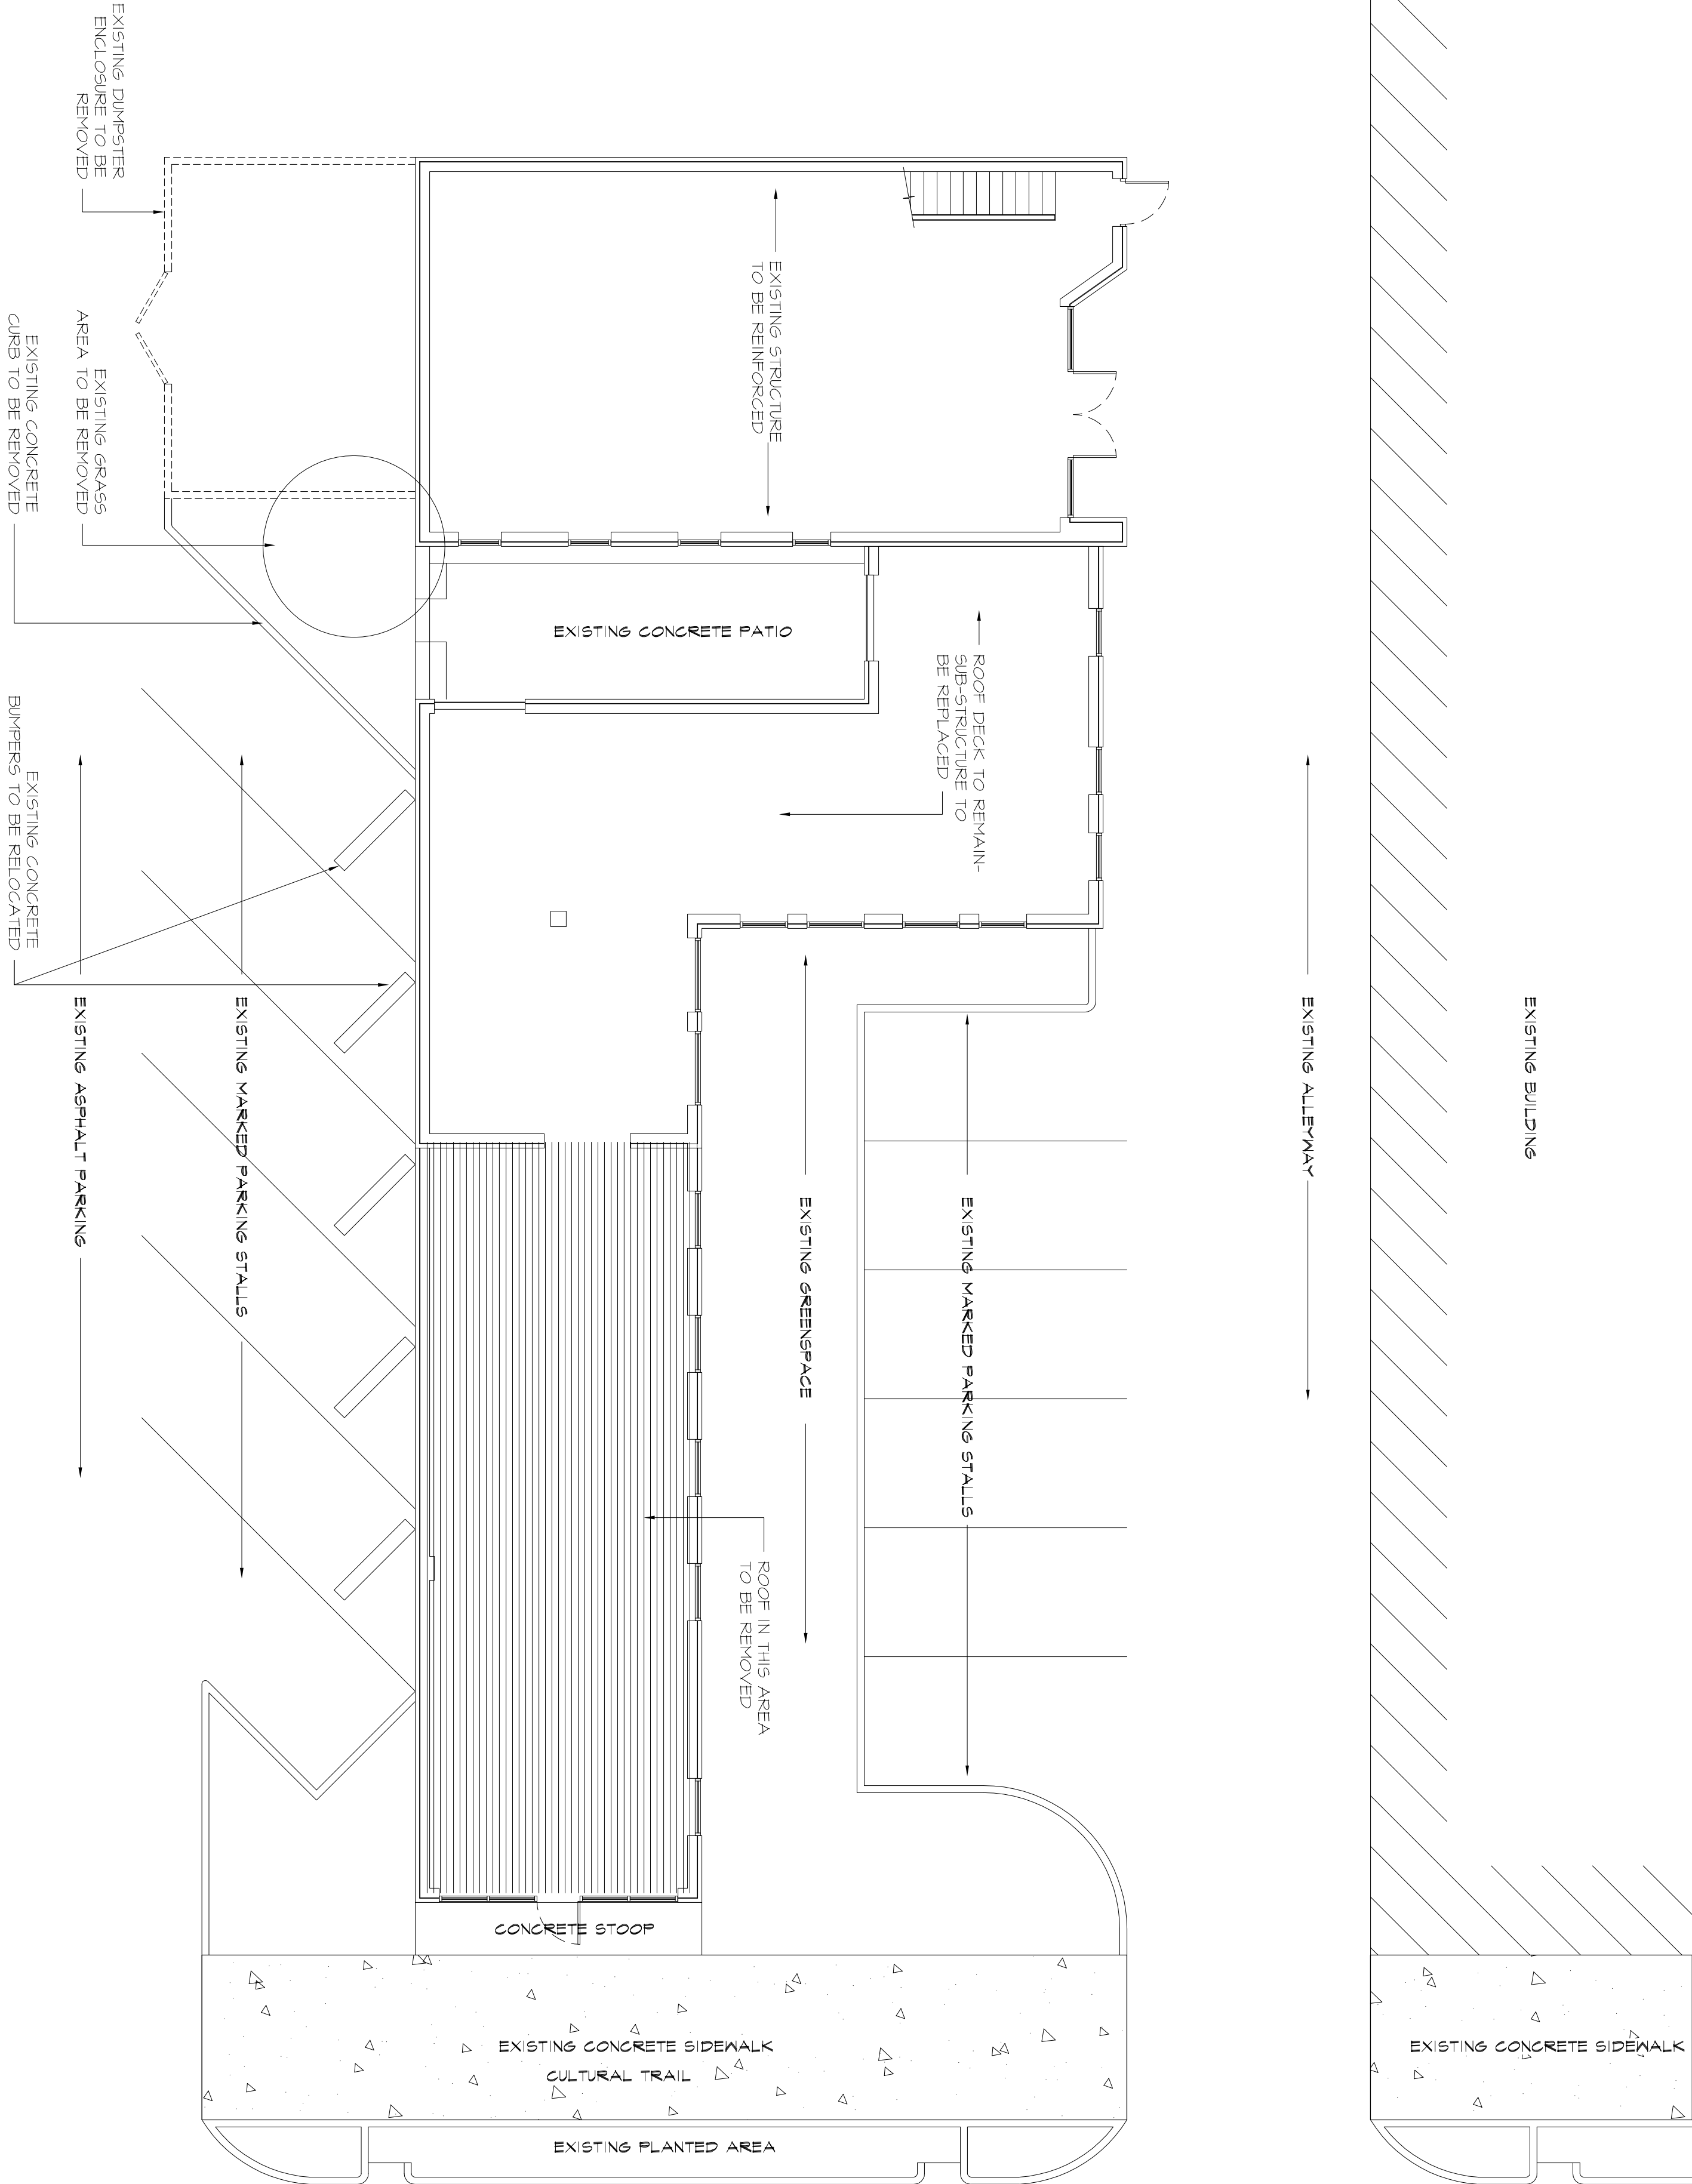 EXISTING DUMPSTER
ENCLOSURE TO BE
REMOVED
EXISTING GRASS
AREA TO BE REMOVED
EXISTING CONCRETE
CURB TO BE REMOVED
EXISTING CONCRETE
BUMPERS TO BE RELOCATED
EXISTING ASPHALT PARKING
EXISTING MARKED PARKING STALLS
EXISTING STRUCTURE
TO BE REINFORCED
EXISTING CONCRETE PATIO
ROOF DECK TO REMAIN-
SUB-STRUCTURE TO
BE REPLACED
EXISTING GREENSPACE
EXISTING MARKED PARKING STALLS
EXISTING ALLEYWAY
EXISTING BUILDING
ROOF IN THIS AREA
TO BE REMOVED
CONCRETE STOOP
EXISTING CONCRETE SIDEWALK
CULTURAL TRAIL
EXISTING CONCRETE SIDEWALK
EXISTING PLANTED AREA